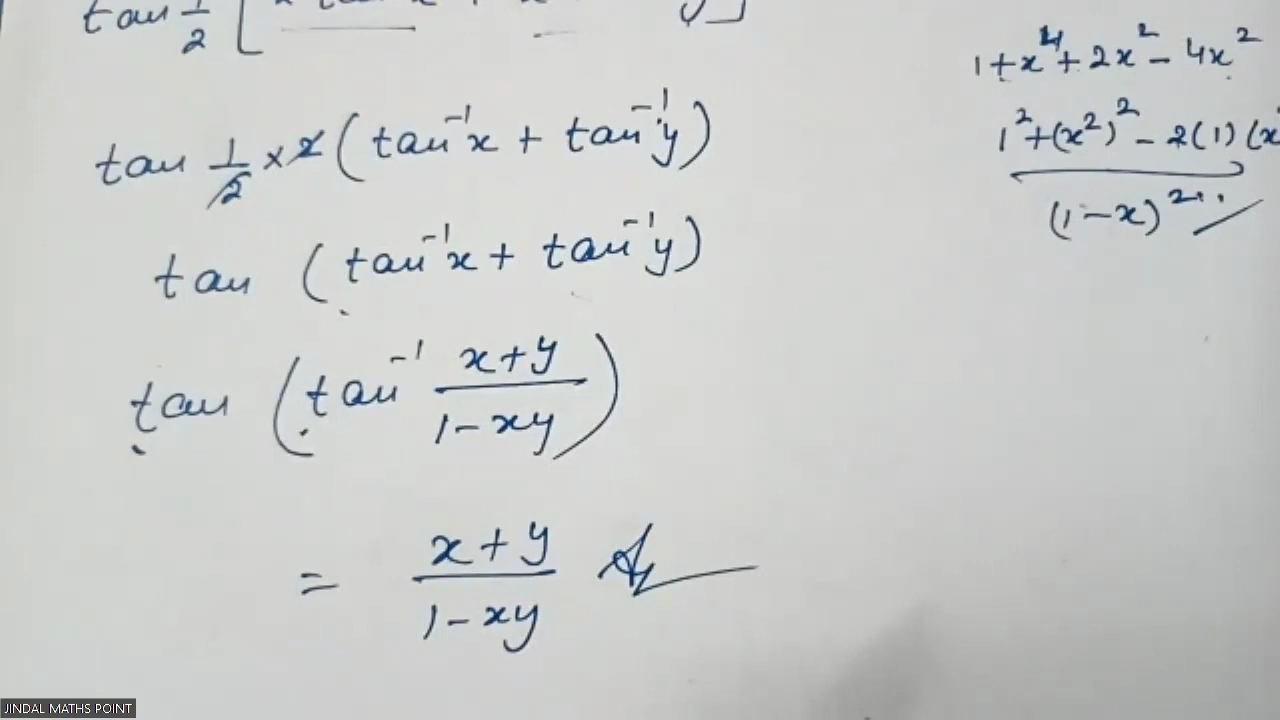 tan 1/2 [
tan 1/2 × 2 (tan⁻¹x + tan⁻¹y)
tan (tan⁻¹x + tan⁻¹y)
tan (tan⁻¹ (x+y)/(1-xy))
= (x+y)/(1-xy)
1+x⁴+2x²-4x²
1²+(x²)²-2(1)(x
(1-x)²
JINDAL MATHS POINT